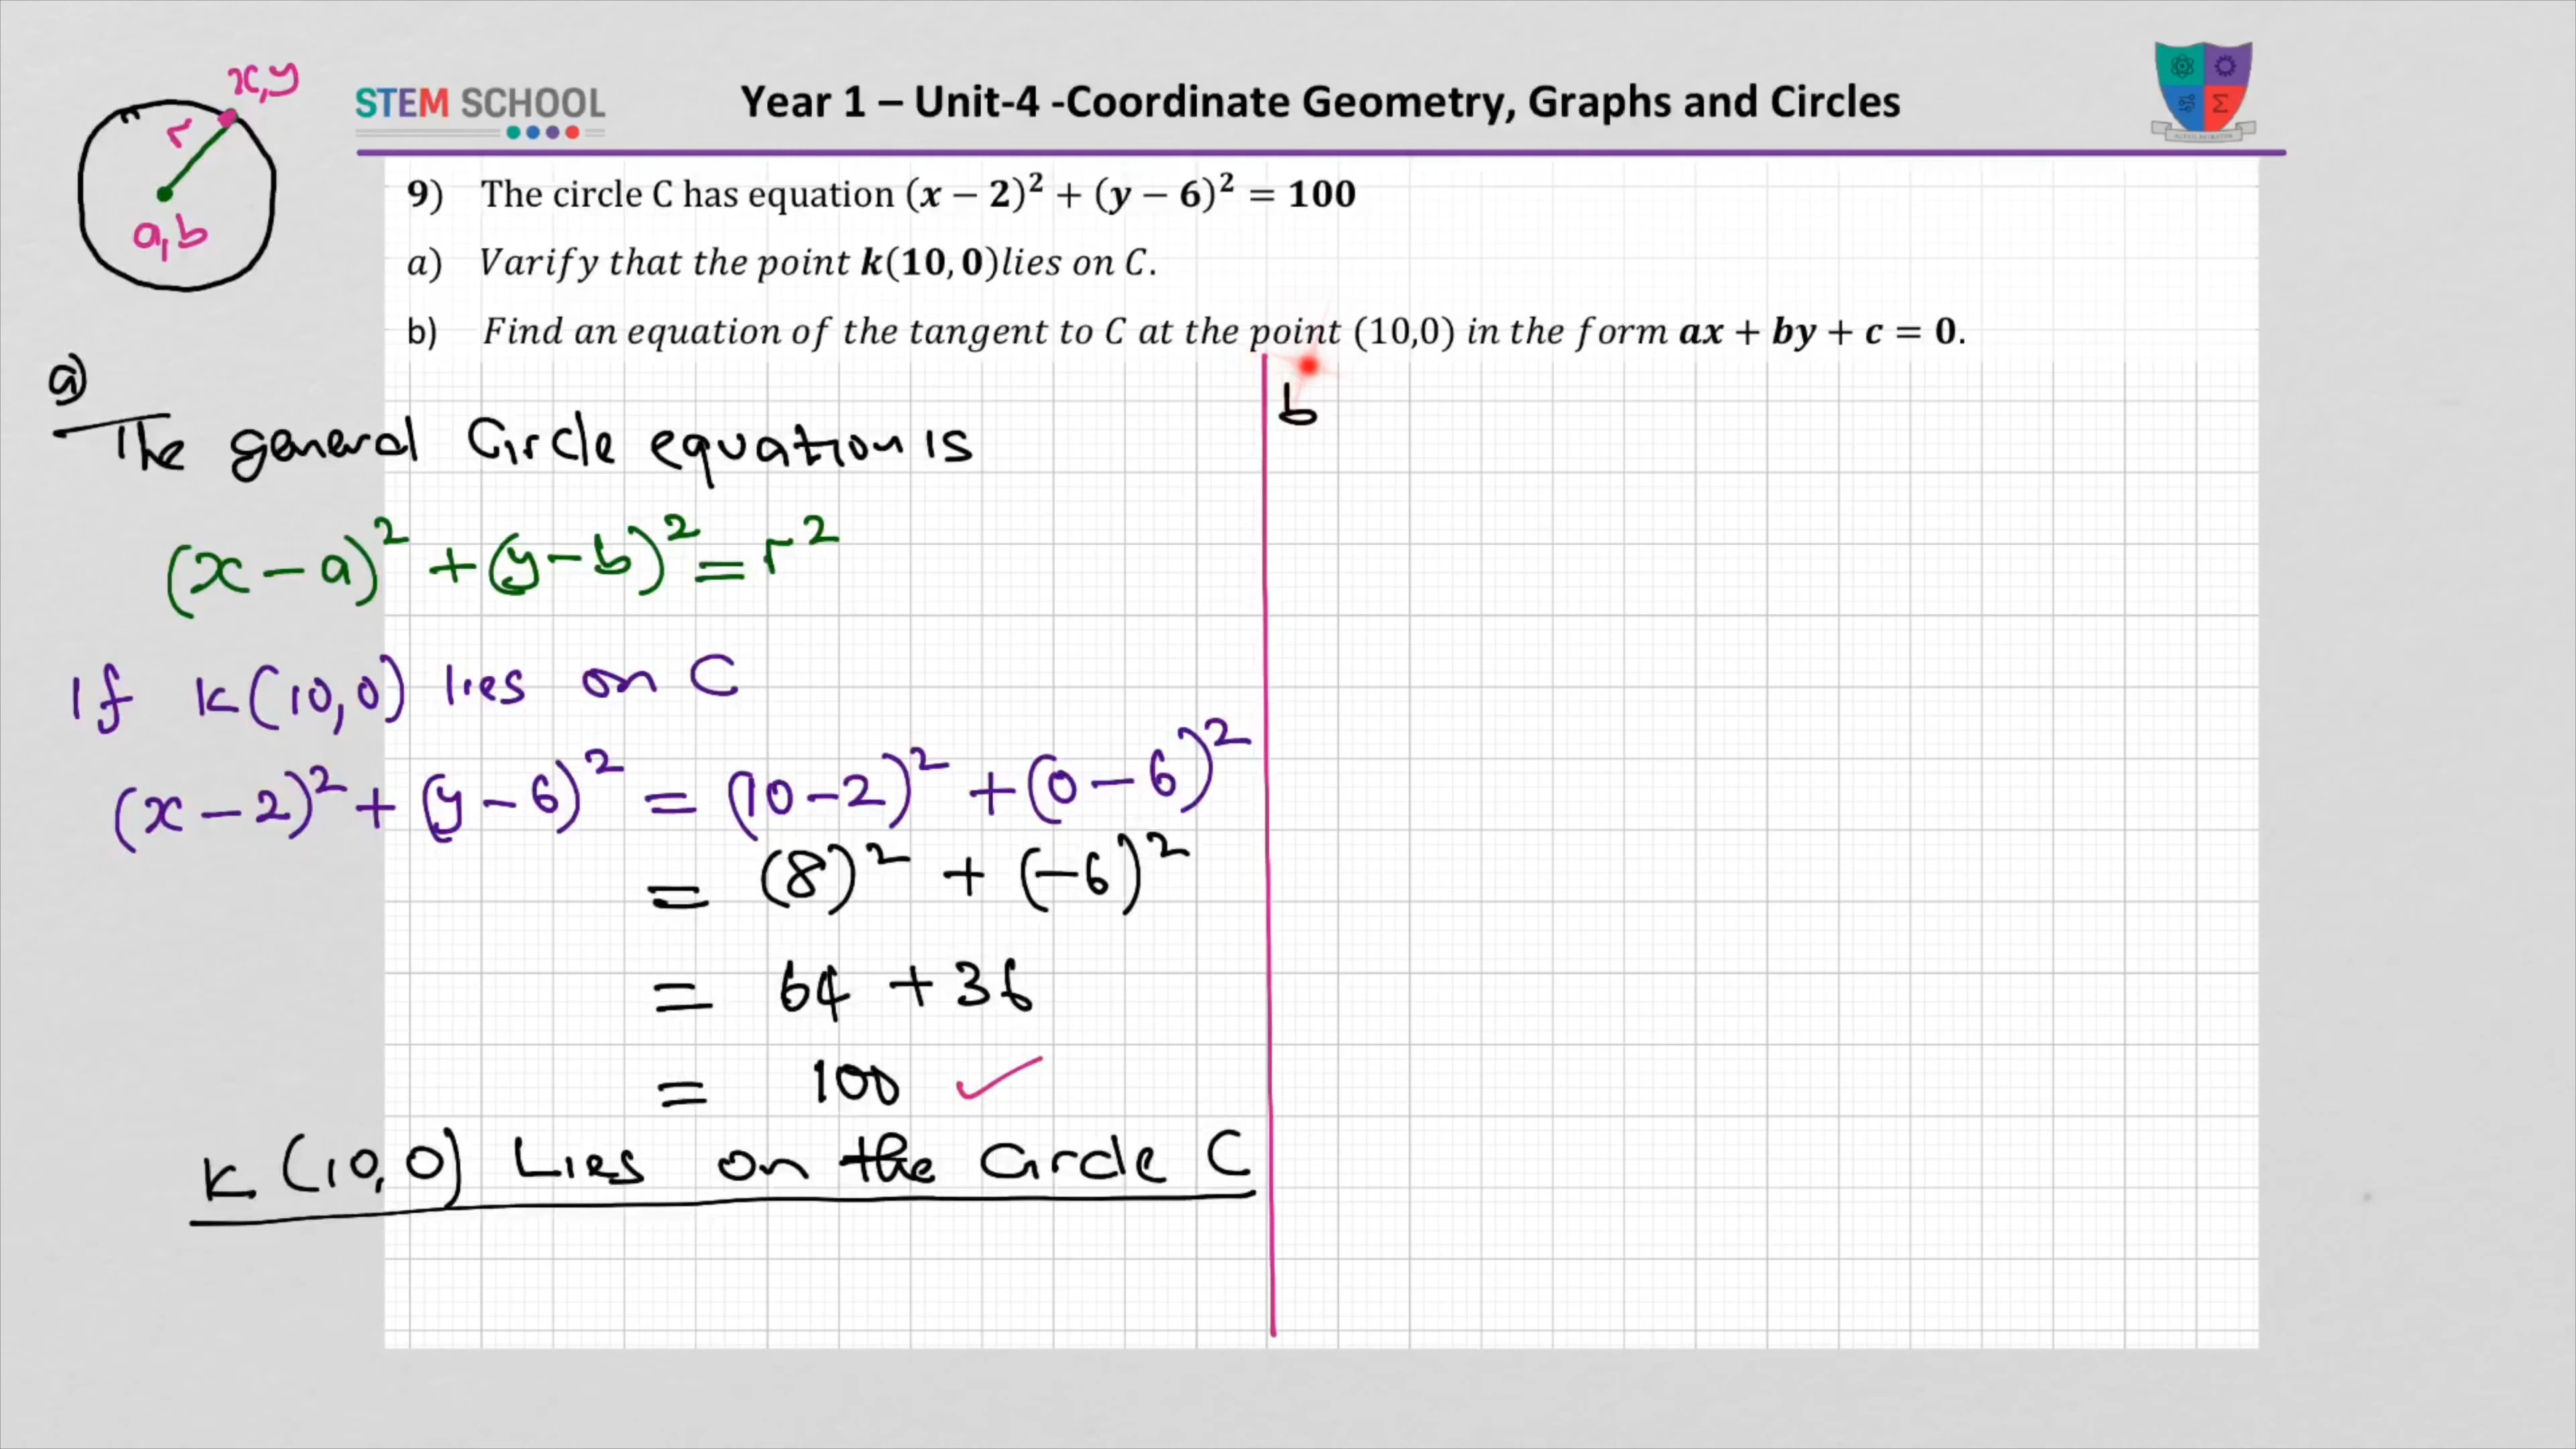 x,y
r
a,b
STEM SCHOOL
Year 1 – Unit-4 -Coordinate Geometry, Graphs and Circles
9) The circle C has equation (x − 2)² + (y − 6)² = 100
a) Varify that the point k(10, 0)lies on C.
b) Find an equation of the tangent to C at the point (10,0) in the form ax + by + c = 0.
a)
The general Circle equation is
(x − a)² + (y − b)² = r²
If k(10,0) lies on C
(x − 2)² + (y − 6)² = (10 − 2)² + (0 − 6)²
= (8)² + (−6)²
= 64 + 36
= 100 ✓
k (10,0) Lies on the Circle C
b